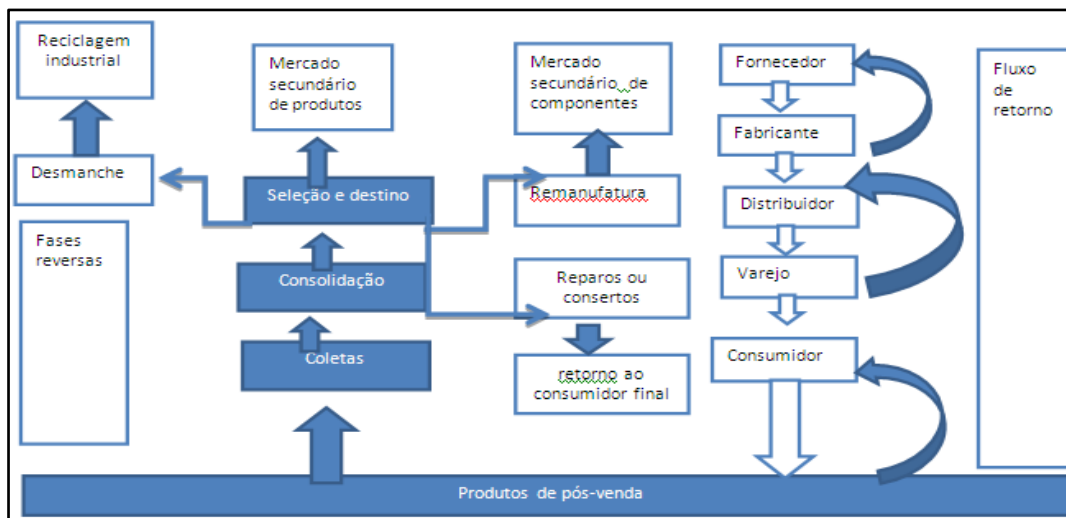 Reciclagem
industrial
Mercado
secundário
de produtos
Mercado
secundário de
componentes
Fornecedor
Fluxo
de
retorno
Fabricante
Desmanche
Seleção e destino
Remanufatura
Distribuidor
Fases
reversas
Consolidação
Reparos ou
consertos
Varejo
Coletas
retorno ao
consumidor final
Consumidor
Produtos de pós-venda